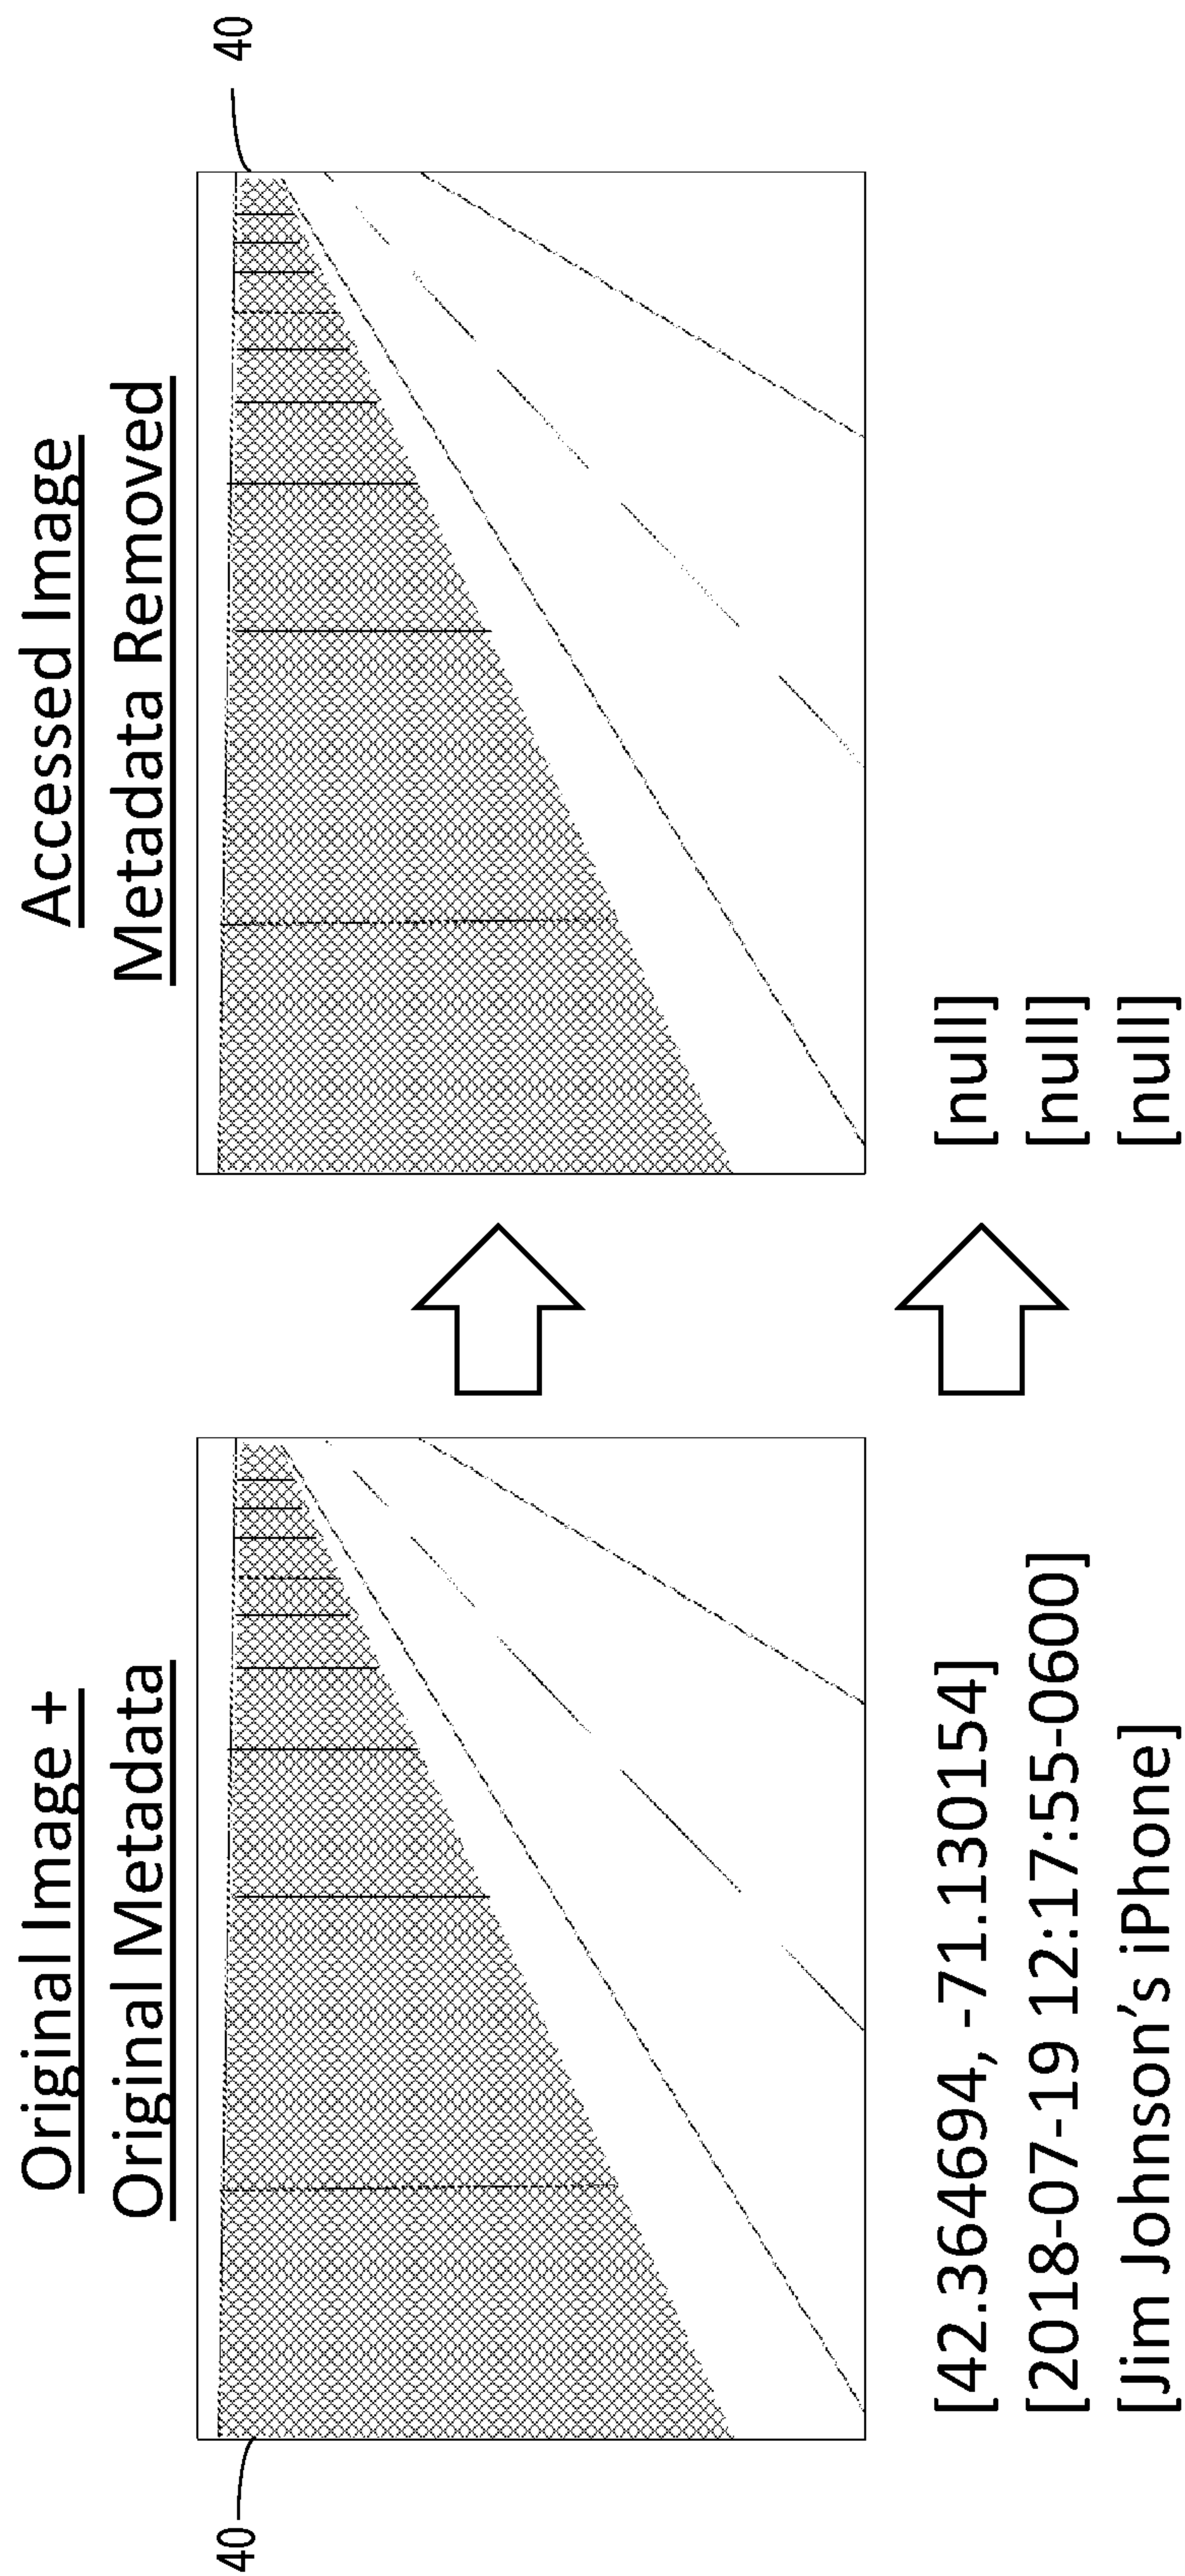 Original Image +
Original Metadata
Accessed Image
Metadata Removed
40
40
[42.364694, -71.130154]
[2018-07-19 12:17:55-0600]
[Jim Johnson’s iPhone]
[null]
[null]
[null]